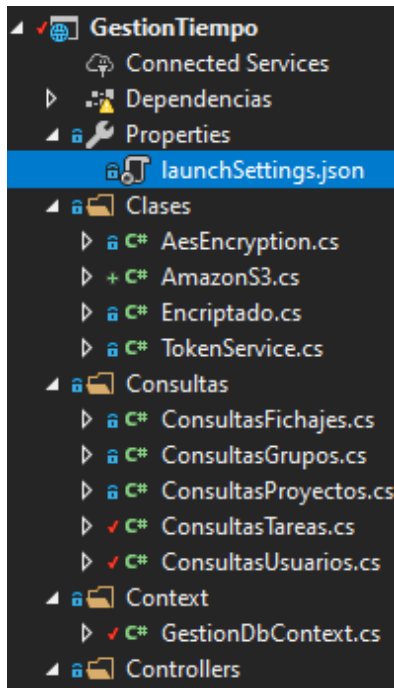 GestionTiempo
Connected Services
Dependencias
Properties
launchSettings.json
Clases
C# AesEncryption.cs
C# AmazonS3.cs
C# Encriptado.cs
C# TokenService.cs
Consultas
C# ConsultasFichajes.cs
C# ConsultasGrupos.cs
C# ConsultasProyectos.cs
C# ConsultasTareas.cs
C# ConsultasUsuarios.cs
Context
C# GestionDbContext.cs
Controllers